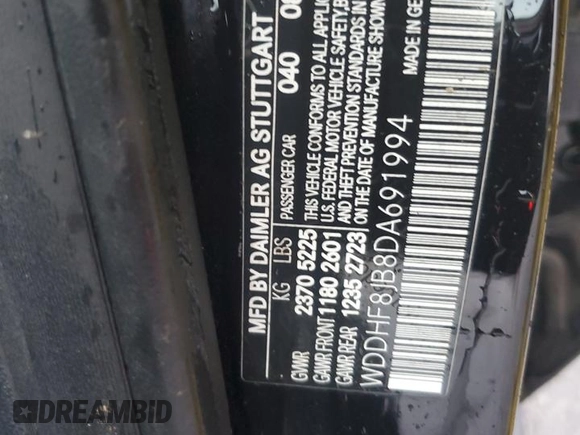 MFD BY DAIMLER AG STUTTGART
KG LBS PASSENGER CAR 040
GVWR 2370 5225 THIS VEHICLE CONFORMS TO ALL APPLIC
GAWR FRONT 1180 2601 U.S. FEDERAL MOTOR VEHICLE SAFETY,
GAWR REAR 1235 2723 AND THEFT PREVENTION STANDARDS IN
THE DATE OF MANUFACTURE SHOWN
WDDHF8JB8DA691994 MADE IN GE
DREAMBID